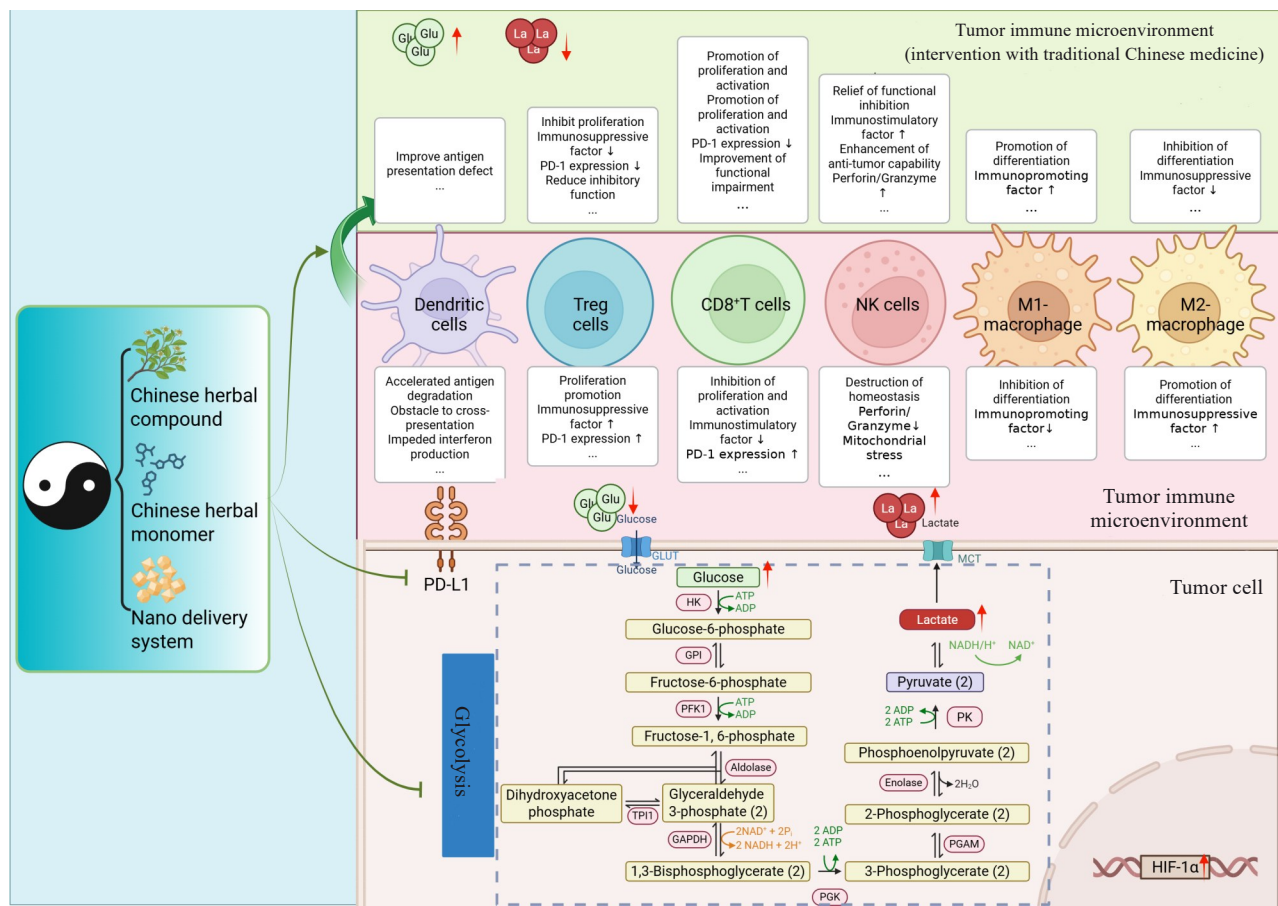 Glu
Glu
Glu
La
La
La
Tumor immune microenvironment
(intervention with traditional Chinese medicine)
Improve antigen
presentation defect
...
Inhibit proliferation
Immunosuppressive
factor ↓
PD-1 expression ↓
Reduce inhibitory
function
...
Promotion of
proliferation and
activation
Promotion of
proliferation and
activation
PD-1 expression ↓
Improvement of
functional
impairment
...
Relief of functional
inhibition
Immunostimulatory
factor ↑
Enhancement of
anti-tumor capability
Perforin/Granzyme
↑
...
Promotion of
differentiation
Immunopromoting
factor ↑
...
Inhibition of
differentiation
Immunosuppressive
factor ↓
...
Dendritic
cells
Treg
cells
CD8⁺T cells
NK cells
M1-
macrophage
M2-
macrophage
Accelerated antigen
degradation
Obstacle to cross-
presentation
Impeded interferon
production
...
Proliferation
promotion
Immunosuppressive
factor ↑
PD-1 expression ↑
...
Inhibition of
proliferation and
activation
Immunostimulatory
factor ↓
PD-1 expression ↑
...
Destruction of
homeostasis
Perforin/
Granzyme↓
Mitochondrial
stress
...
Inhibition of
differentiation
Immunopromoting
factor↓
...
Promotion of
differentiation
Immunosuppressive
factor ↑
...
Chinese herbal
compound
Chinese herbal
monomer
Nano delivery
system
Glu
Glu
Glu
Glucose
La
La
La
Lactate
Tumor immune
microenvironment
PD-L1
GLUT
Glucose
MCT
Tumor cell
Glycolysis
Glucose
HK
ATP
ADP
Glucose-6-phosphate
GPI
Fructose-6-phosphate
PFK1
ATP
ADP
Fructose-1, 6-phosphate
Aldolase
Dihydroxyacetone
phosphate
TPI1
Glyceraldehyde
3-phosphate (2)
GAPDH
2NAD⁺ + 2Pᵢ
2 NADH + 2H⁺
1,3-Bisphosphoglycerate (2)
2 ADP
2 ATP
PGK
3-Phosphoglycerate (2)
PGAM
2-Phosphoglycerate (2)
Enolase
2H₂O
Phosphoenolpyruvate (2)
2 ADP
2 ATP
PK
Pyruvate (2)
NADH/H⁺
NAD⁺
Lactate
HIF-1α